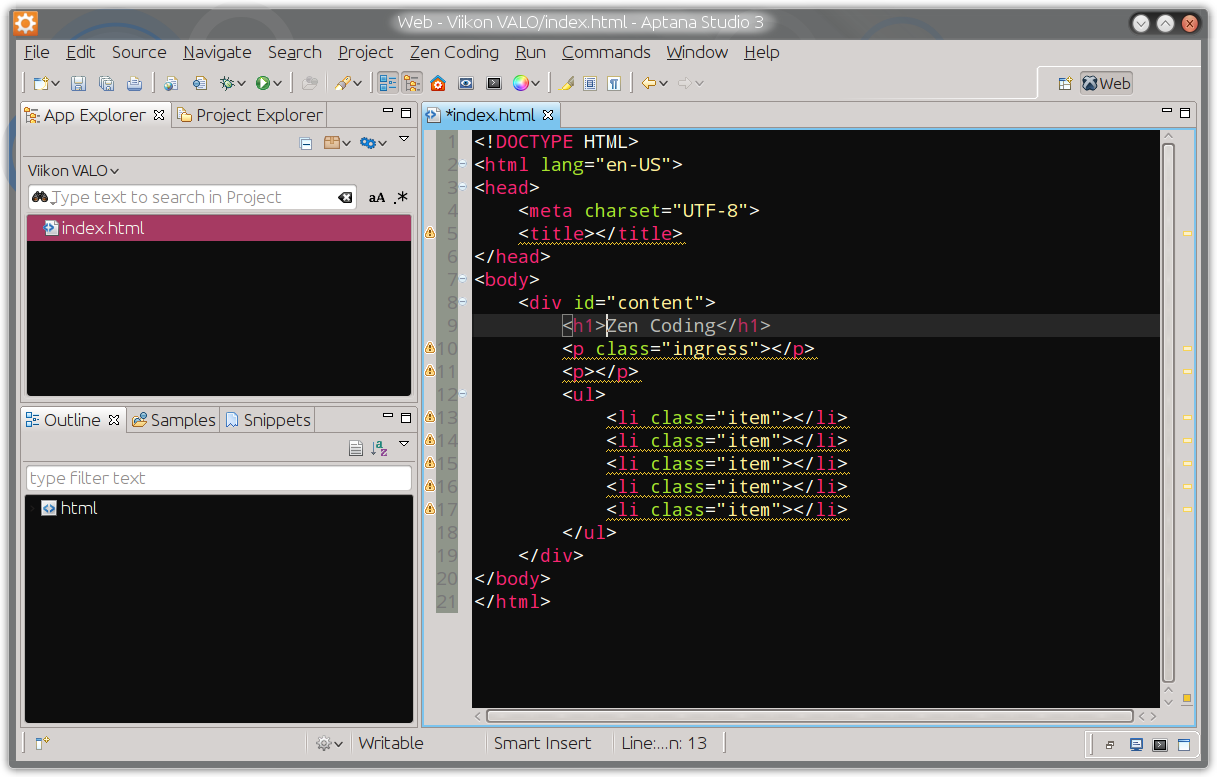 Web - Viikon VALO/index.html - Aptana Studio 3
File Edit Source Navigate Search Project Zen Coding Run Commands Window Help
Web
App Explorer Project Explorer
Viikon VALO
Type text to search in Project aA .*
index.html
Outline Samples Snippets
type filter text
html
*index.html
1 <!DOCTYPE HTML>
2 <html lang="en-US">
3 <head>
4 <meta charset="UTF-8">
5 <title></title>
6 </head>
7 <body>
8 <div id="content">
9 <h1>Zen Coding</h1>
10 <p class="ingress"></p>
11 <p></p>
12 <ul>
13 <li class="item"></li>
14 <li class="item"></li>
15 <li class="item"></li>
16 <li class="item"></li>
17 <li class="item"></li>
18 </ul>
19 </div>
20 </body>
21 </html>
Writable Smart Insert Line:...n: 13